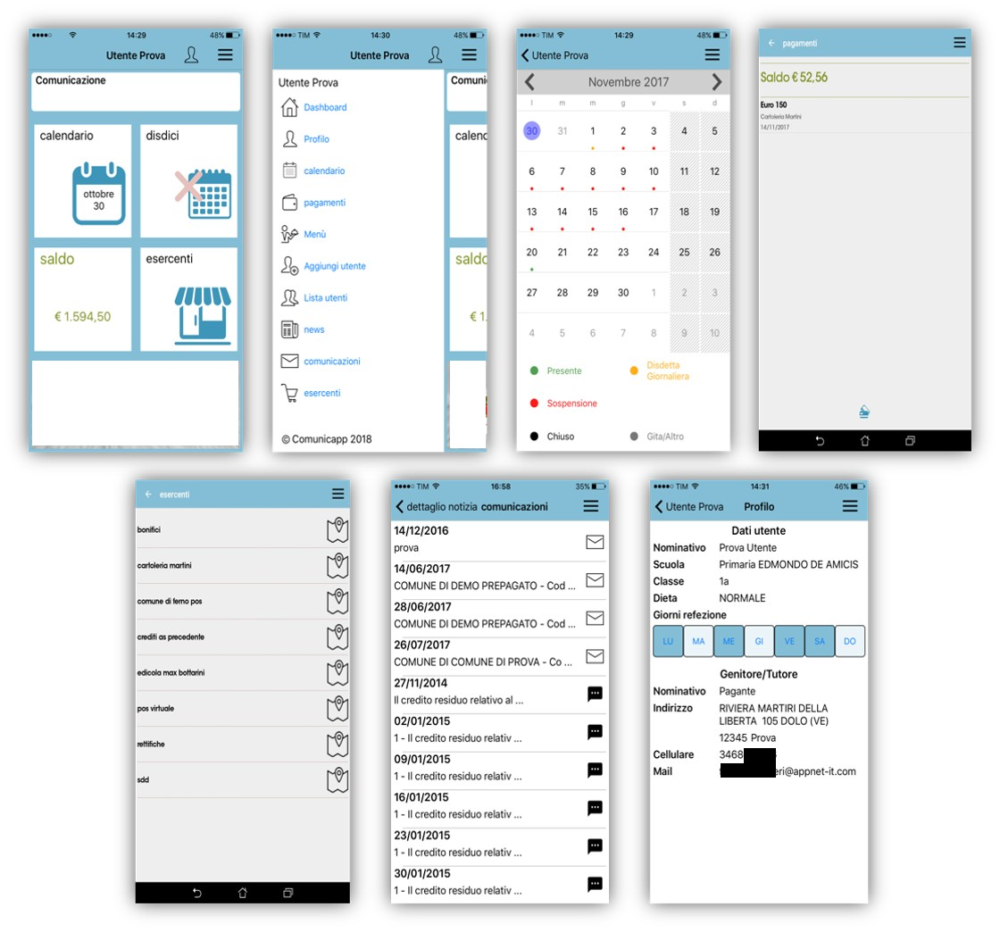 14:29
48%
Utente Prova
Comunicazione
calendario
ottobre
30
disdici
saldo
€ 1.594,50
esercenti
TIM
14:30
48%
Utente Prova
Utente Prova
Dashboard
Profilo
calendario
pagamenti
Menù
Aggiungi utente
Lista utenti
news
comunicazioni
esercenti
© Comunicapp 2018
Comuni
calend
saldo
€ 1.
TIM
14:29
48%
Utente Prova
Novembre 2017
l m m g v s d
30 31 1 2 3 4 5
6 7 8 9 10 11 12
13 14 15 16 17 18 19
20 21 22 23 24 25 26
27 28 29 30 1 2 3
4 5 6 7 8 9 10
Presente
Disdetta
Giornaliera
Sospensione
Chiuso
Gita/Altro
pagamenti
Saldo € 52,56
Euro 150
Cartoleria Martini
14/11/2017
esercenti
bonifici
cartoleria martini
comune di ferno pos
crediti as precedente
edicola max bottarini
pos virtuale
rettifiche
sdd
TIM
16:58
35%
dettaglio notizia comunicazioni
14/12/2016
prova
14/06/2017
COMUNE DI DEMO PREPAGATO - Cod ...
28/06/2017
COMUNE DI DEMO PREPAGATO - Cod ...
26/07/2017
COMUNE DI COMUNE DI PROVA - Co ...
27/11/2014
Il credito residuo relativo al ...
02/01/2015
1 - Il credito residuo relativ ...
09/01/2015
1 - Il credito residuo relativ ...
16/01/2015
1 - Il credito residuo relativ ...
23/01/2015
1 - Il credito residuo relativ ...
30/01/2015
1 - Il credito residuo relativ ...
TIM
14:31
46%
Utente Prova Profilo
Dati utente
Nominativo Prova Utente
Scuola Primaria EDMONDO DE AMICIS
Classe 1a
Dieta NORMALE
Giorni refezione
LU MA ME GI VE SA DO
Genitore/Tutore
Nominativo Pagante
Indirizzo RIVIERA MARTIRI DELLA
LIBERTA 105 DOLO (VE)
12345 Prova
Cellulare 3468
Mail eri@appnet-it.com